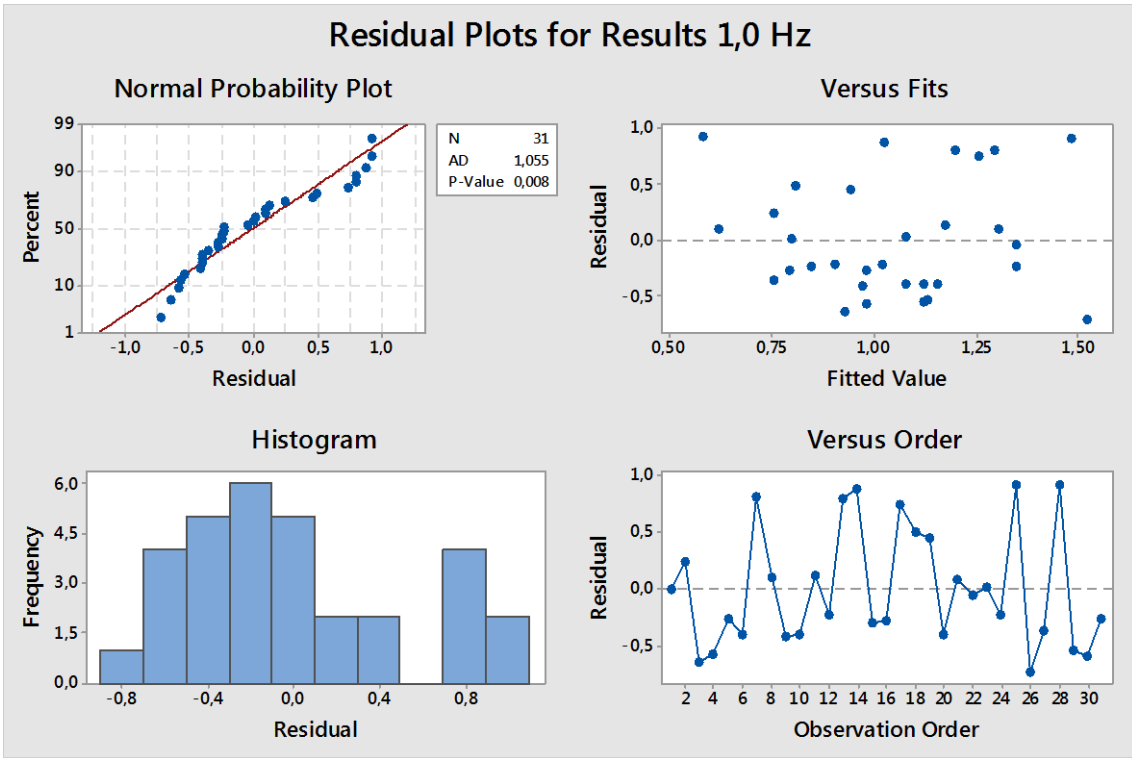 Residual Plots for Results 1,0 Hz
Normal Probability Plot
99
90
50
10
1
Percent
-1,0 -0,5 0,0 0,5 1,0
Residual
N 31
AD 1,055
P-Value 0,008
Versus Fits
1,0
0,5
0,0
-0,5
Residual
0,50 0,75 1,00 1,25 1,50
Fitted Value
Histogram
6,0
4,5
3,0
1,5
0,0
Frequency
-0,8 -0,4 0,0 0,4 0,8
Residual
Versus Order
1,0
0,5
0,0
-0,5
Residual
2 4 6 8 10 12 14 16 18 20 22 24 26 28 30
Observation Order